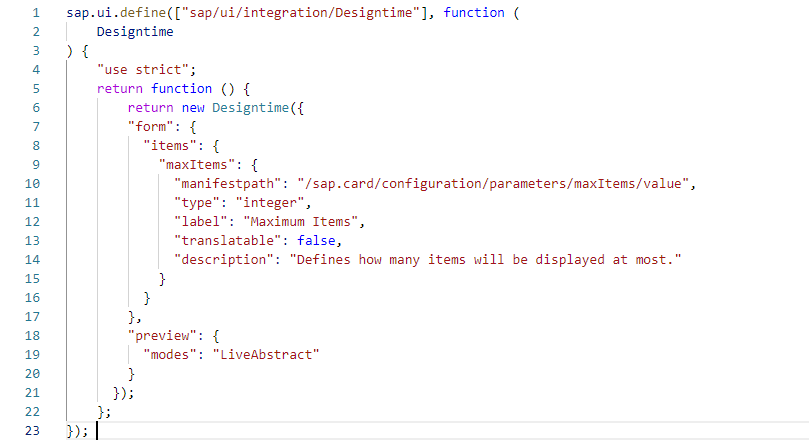 1 sap.ui.define(["sap/ui/integration/Designtime"], function (
2 Designtime
3 ) {
4 "use strict";
5 return function () {
6 return new Designtime({
7 "form": {
8 "items": {
9 "maxItems": {
10 "manifestpath": "/sap.card/configuration/parameters/maxItems/value",
11 "type": "integer",
12 "label": "Maximum Items",
13 "translatable": false,
14 "description": "Defines how many items will be displayed at most."
15 }
16 }
17 },
18 "preview": {
19 "modes": "LiveAbstract"
20 }
21 });
22 };
23 });